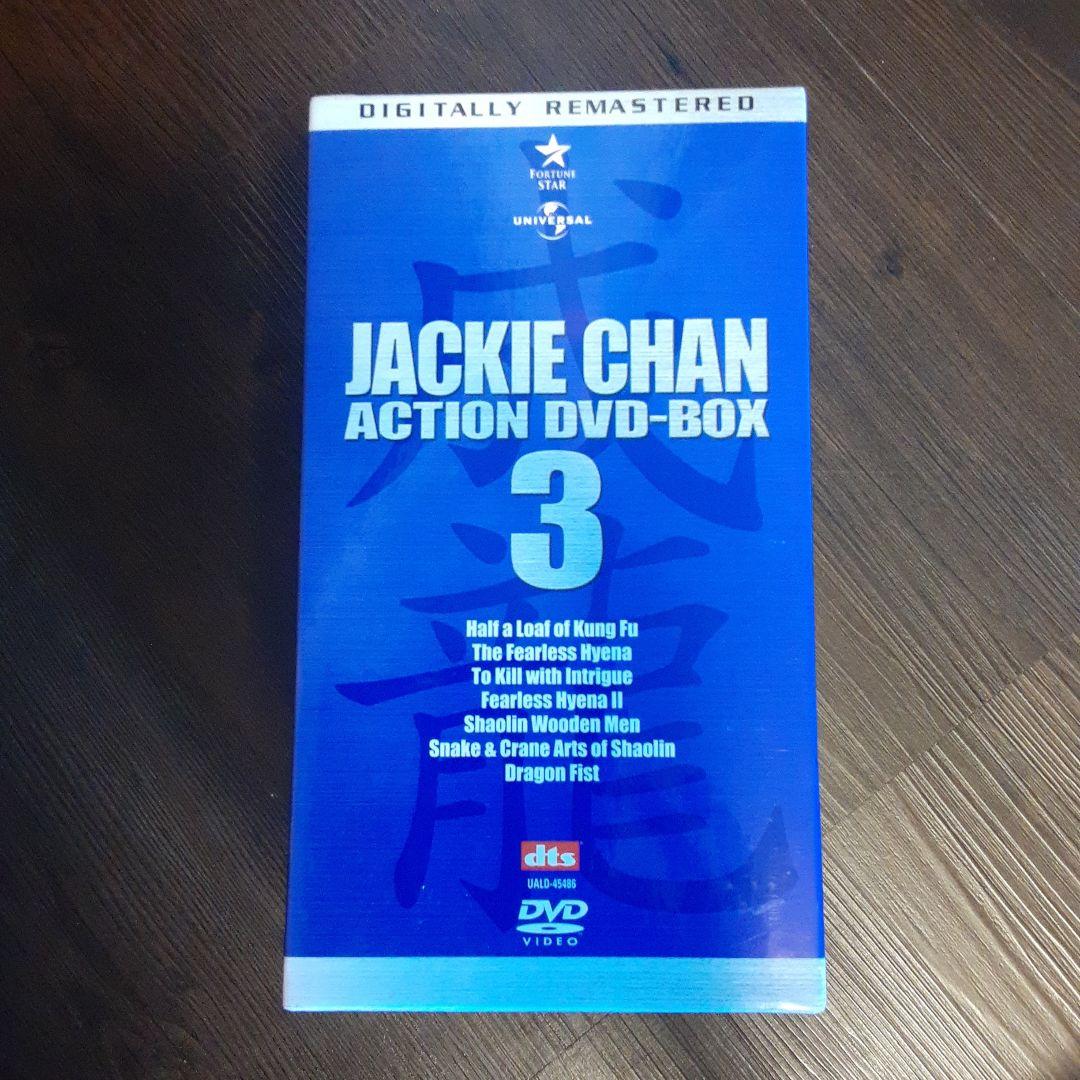 DIGITALLY REMASTERED
FORTUNE
STAR
UNIVERSAL
成
龍
JACKIE CHAN
ACTION DVD-BOX
3
Half a Loaf of Kung Fu
The Fearless Hyena
To Kill with Intrigue
Fearless Hyena II
Shaolin Wooden Men
Snake & Crane Arts of Shaolin
Dragon Fist
dts
UALD-45486
DVD
VIDEO